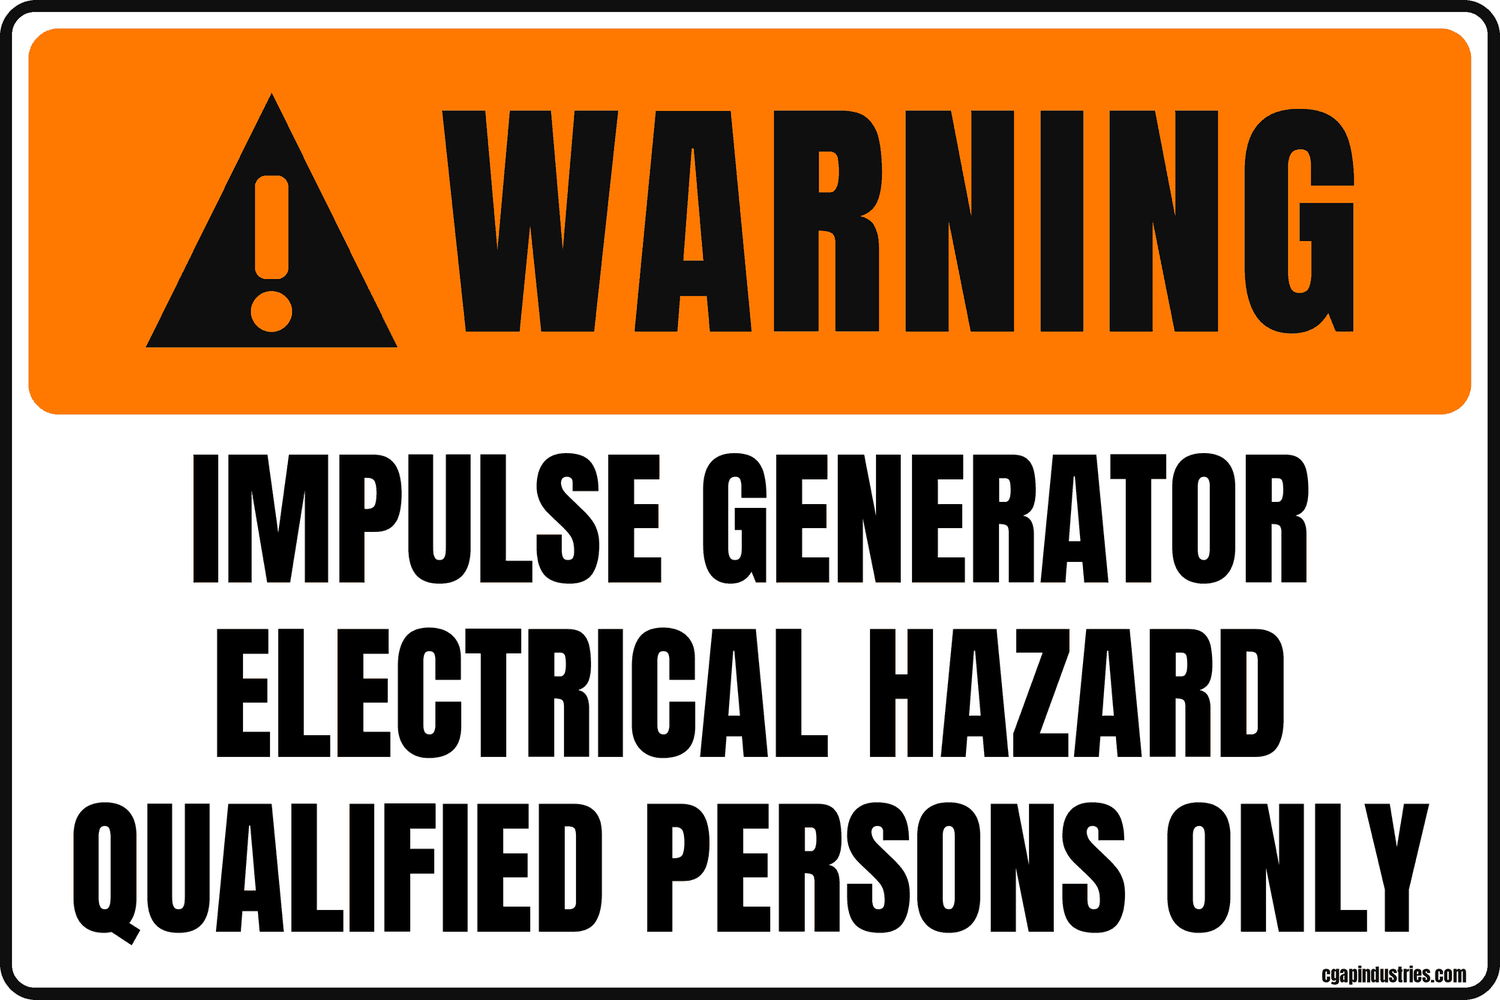 WARNING
IMPULSE GENERATOR
ELECTRICAL HAZARD
QUALIFIED PERSONS ONLY
cgapindustries.com